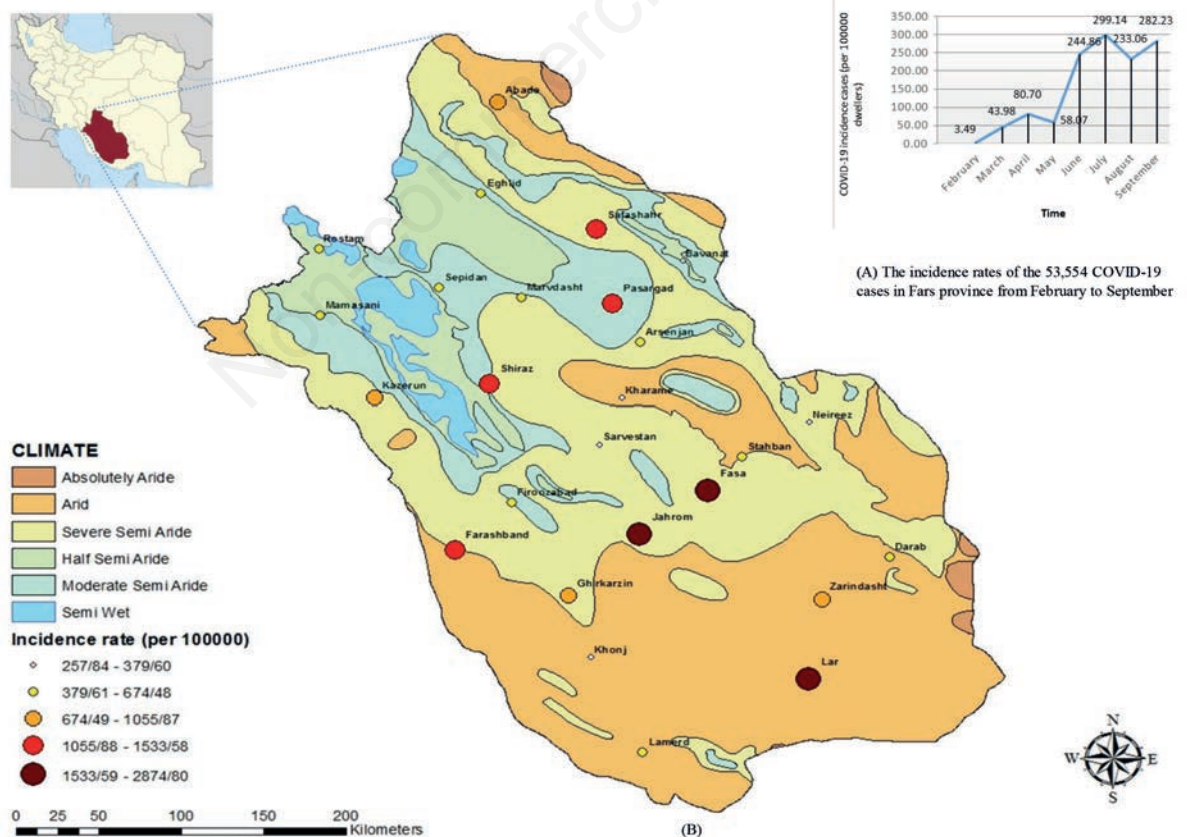 COVID-19 incidence cases (per 100000
dwellers)
350.00
300.00
250.00
200.00
150.00
100.00
50.00
0.00
3.49
43.98
80.70
58.07
244.86
299.14
233.06
282.23
February
March
April
May
June
July
August
September
Time
(A) The incidence rates of the 53,554 COVID-19
cases in Fars province from February to September
Abade
Eghlid
Safashahr
Bavanat
Rostam
Sepidan
Marvdasht
Pasargad
Mamasani
Arsenjan
Shiraz
Kazerun
Kharame
Neireez
Sarvestan
Stahban
Fasa
Firoozabad
Jahrom
Farashband
Darab
Ghirkarzin
Zarindasht
Khonj
Lar
Lamerd
CLIMATE
Absolutely Aride
Arid
Severe Semi Aride
Half Semi Aride
Moderate Semi Aride
Semi Wet
Incidence rate (per 100000)
257/84 - 379/60
379/61 - 674/48
674/49 - 1055/87
1055/88 - 1533/58
1533/59 - 2874/80
0 25 50 100 150 200
Kilometers
N
W E
S
(B)
Non-commerc